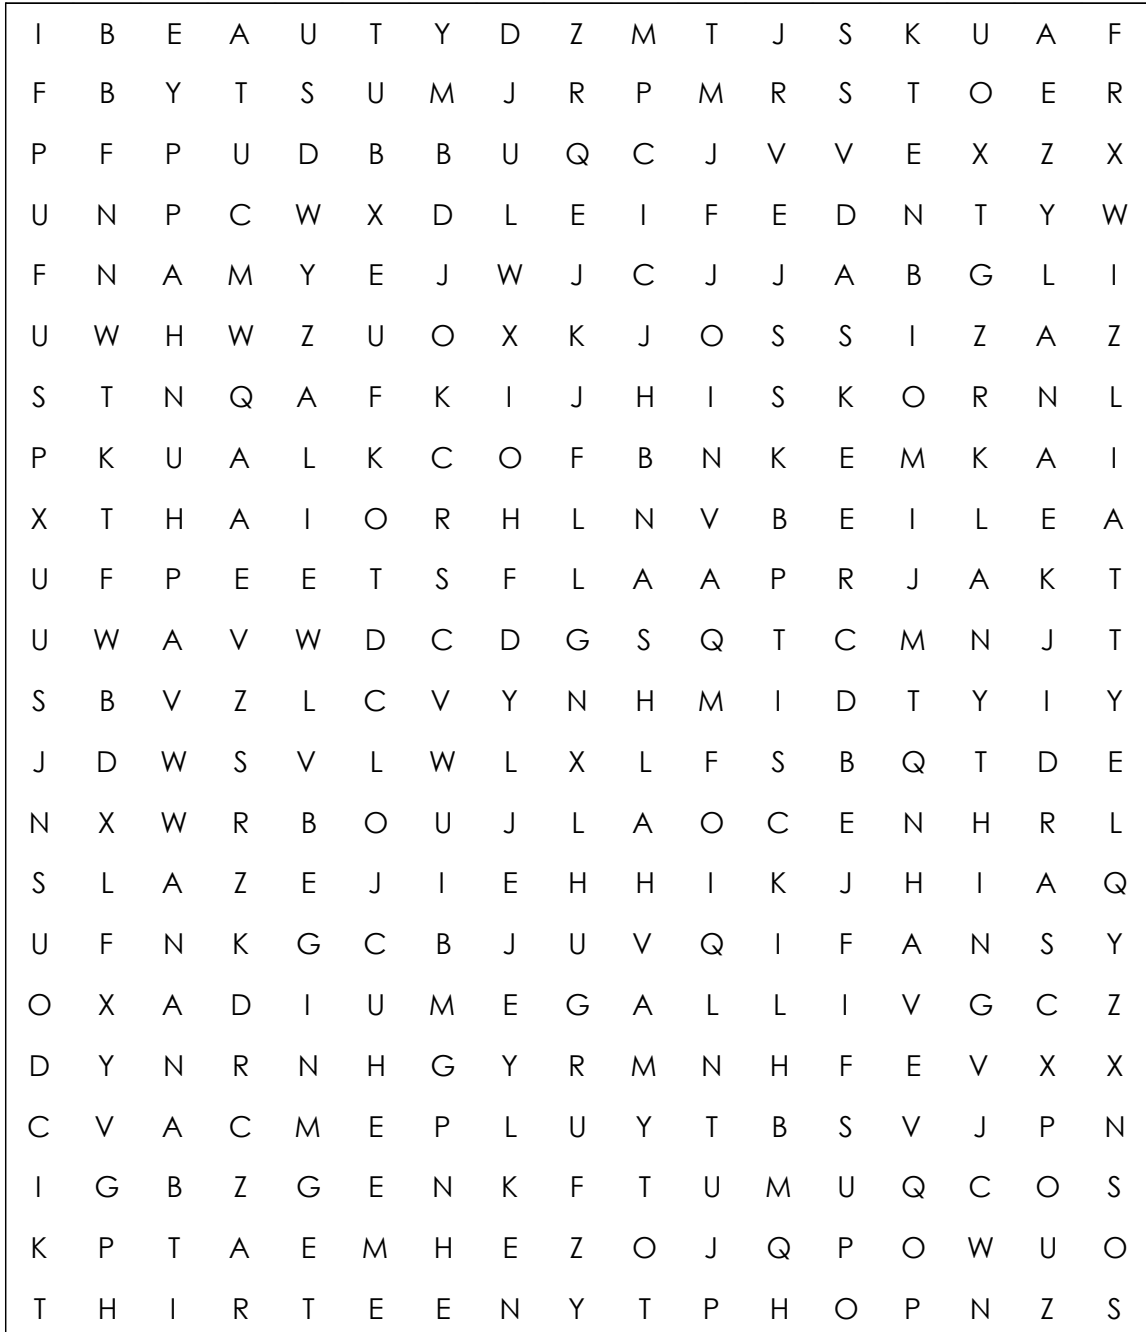 I B E A U T Y D Z M T J S K U A F
F B Y T S U M J R P M R S T O E R
P F P U D B B U Q C J V V E X Z X
U N P C W X D L E I F E D N T Y W
F N A M Y E J W J C J J A B G L I
U W H W Z U O X K J O S S I Z A Z
S T N Q A F K I J H I S K O R N L
P K U A L K C O F B N K E M K A I
X T H A I O R H L N V B E I L E A
U F P E E T S F L A A P R J A K T
U W A V W D C D G S Q T C M N J T
S B V Z L C V Y N H M I D T Y I Y
J D W S V L W L X L F S B Q T D E
N X W R B O U J L A O C E N H R L
S L A Z E J I E H H I K J H I A Q
U F N K G C B J U V Q I F A N S Y
O X A D I U M E G A L L I V G C Z
D Y N R N H G Y R M N H F E V X X
C V A C M E P L U Y T B S V J P N
I G B Z G E N K F T U M U Q C O S
K P T A E M H E Z O J Q P O W U O
T H I R T E E N Y T P H O P N Z S